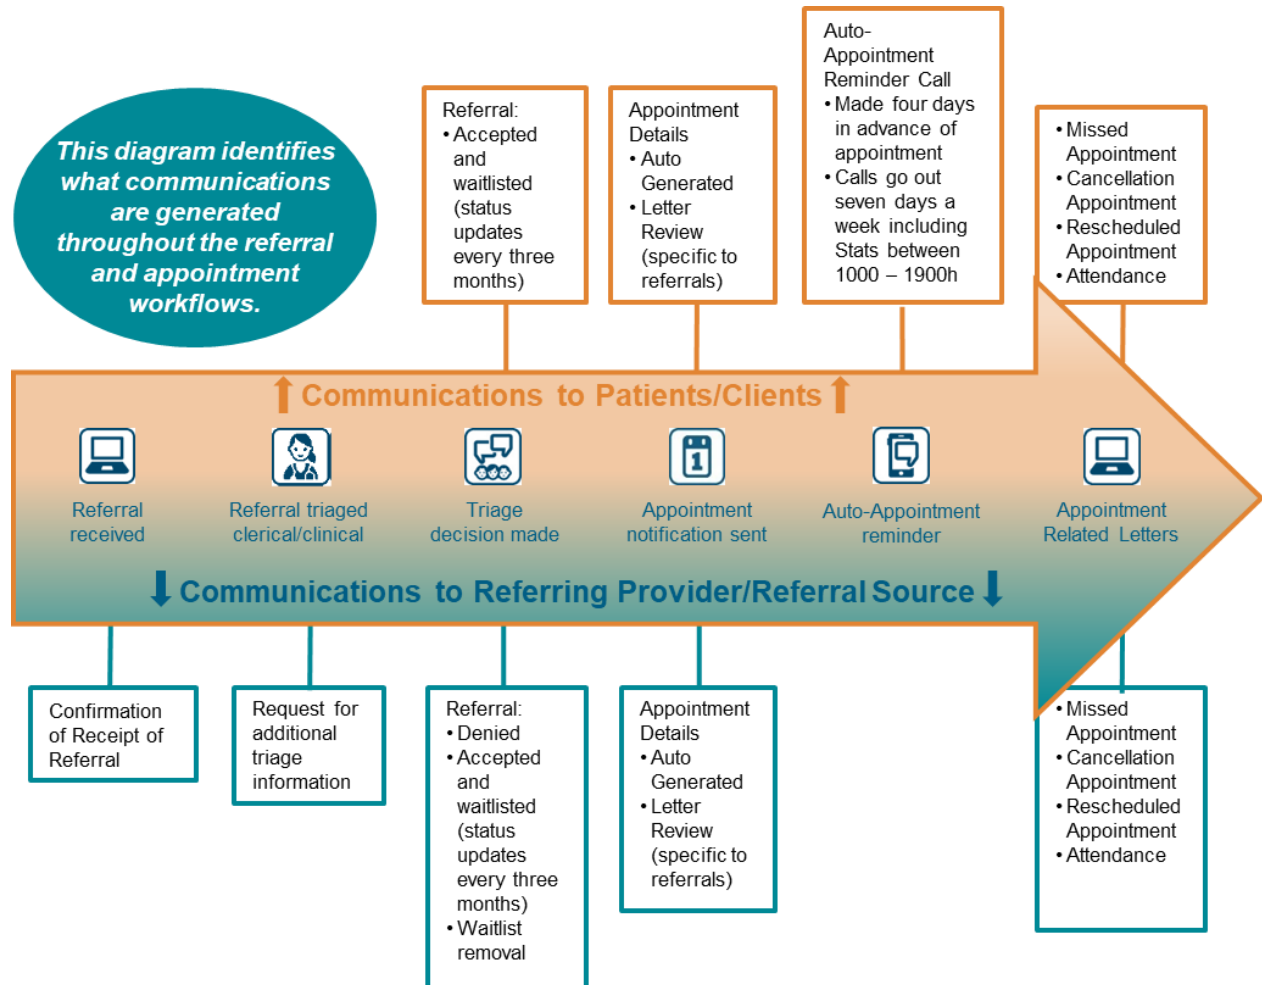 This diagram identifies
what communications
are generated
throughout the referral
and appointment
workflows.
Referral:
• Accepted
and
waitlisted
(status
updates
every three
months)
Appointment
Details
• Auto
Generated
• Letter
Review
(specific to
referrals)
Auto-
Appointment
Reminder Call
• Made four days
in advance of
appointment
• Calls go out
seven days a
week including
Stats between
1000 – 1900h
• Missed
Appointment
• Cancellation
Appointment
• Rescheduled
Appointment
• Attendance
Communications to Patients/Clients
1
Referral
received
Referral triaged
clerical/clinical
Triage
decision made
Appointment
notification sent
Auto-Appointment
reminder
Appointment
Related Letters
Communications to Referring Provider/Referral Source
Confirmation
of Receipt of
Referral
Request for
additional
triage
information
Referral:
• Denied
• Accepted
and
waitlisted
(status
updates
every three
months)
• Waitlist
removal
Appointment
Details
• Auto
Generated
• Letter
Review
(specific to
referrals)
• Missed
Appointment
• Cancellation
Appointment
• Rescheduled
Appointment
• Attendance